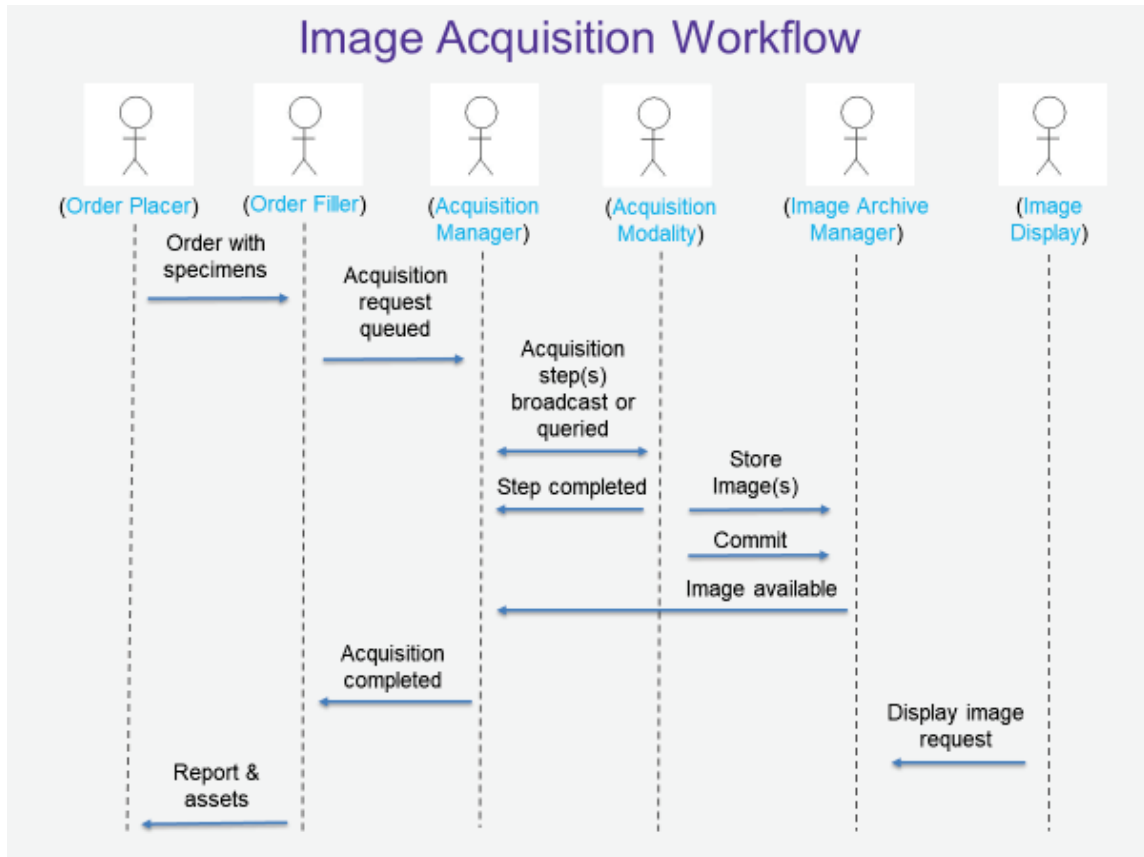 Image Acquisition Workflow
(Order Placer)
(Order Filler)
(Acquisition
Manager)
(Acquisition
Modality)
(Image Archive
Manager)
(Image
Display)
Order with
specimens
Acquisition
request
queued
Acquisition
step(s)
broadcast or
queried
Store
Image(s)
Step completed
Commit
Image available
Acquisition
completed
Display image
request
Report &
assets